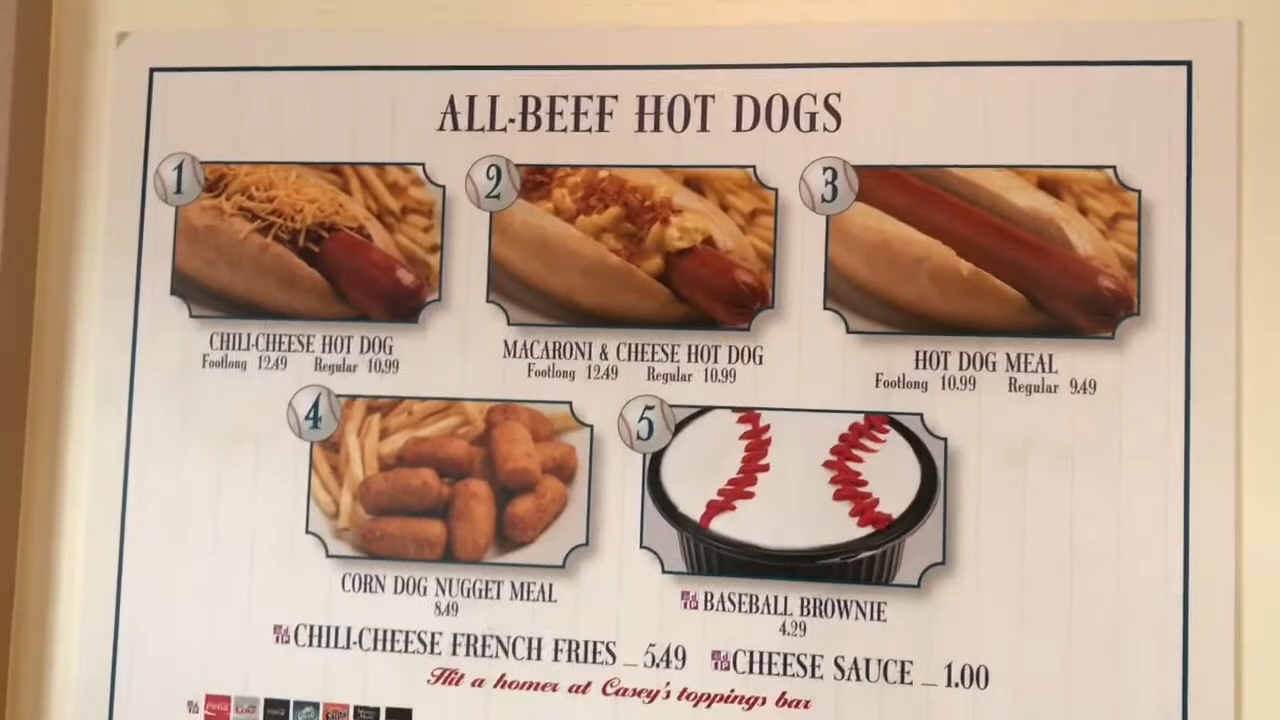 ALL-BEEF HOT DOGS
1
2
3
CHILI-CHEESE HOT DOG
Footlong 12.49 Regular 10.99
MACARONI & CHEESE HOT DOG
Footlong 12.49 Regular 10.99
HOT DOG MEAL
Footlong 10.99 Regular 9.49
4
5
CORN DOG NUGGET MEAL
8.49
BASEBALL BROWNIE
4.29
CHILI-CHEESE FRENCH FRIES _ 5.49
CHEESE SAUCE _ 1.00
Hit a homer at Casey's toppings bar